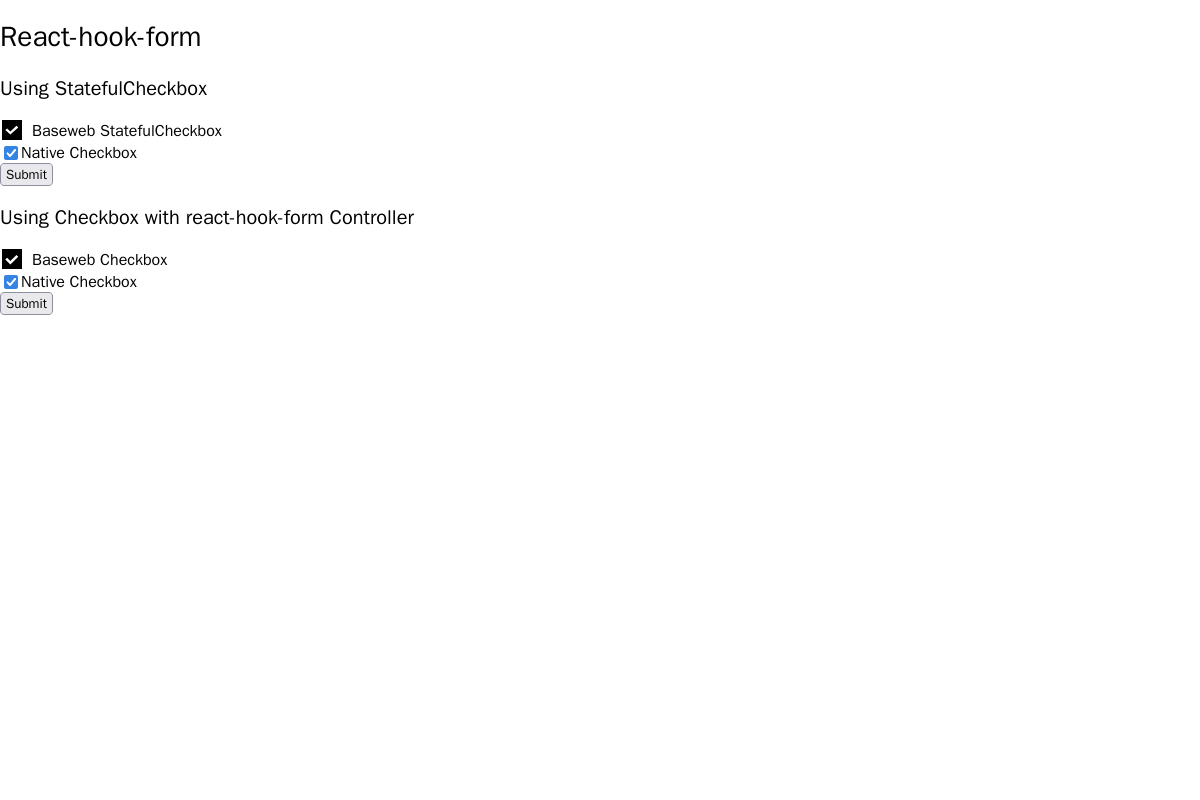 React-hook-form
Using StatefulCheckbox
Baseweb StatefulCheckbox
Native Checkbox
Submit
Using Checkbox with react-hook-form Controller
Baseweb Checkbox
Native Checkbox
Submit